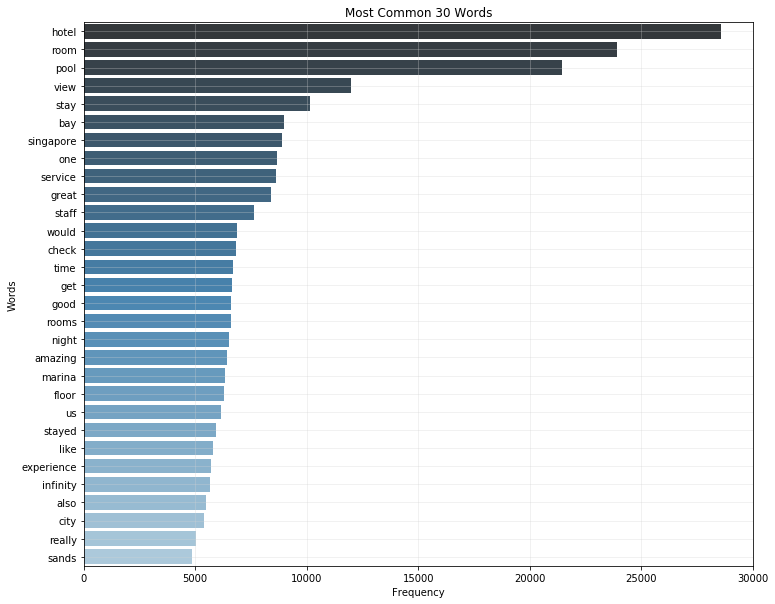 Most Common 30 Words
Words
hotel
room
pool
view
stay
bay
singapore
one
service
great
staff
would
check
time
get
good
rooms
night
amazing
marina
floor
us
stayed
like
experience
infinity
also
city
really
sands
0 5000 10000 15000 20000 25000 30000
Frequency